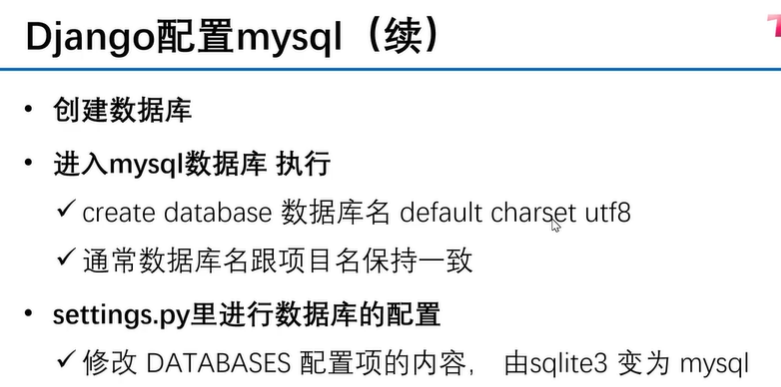 Django配置mysql（续）
• 创建数据库
• 进入mysql数据库 执行
✓ create database 数据库名 default charset utf8
✓ 通常数据库名跟项目名保持一致
• settings.py里进行数据库的配置
✓ 修改 DATABASES 配置项的内容， 由sqlite3 变为 mysql